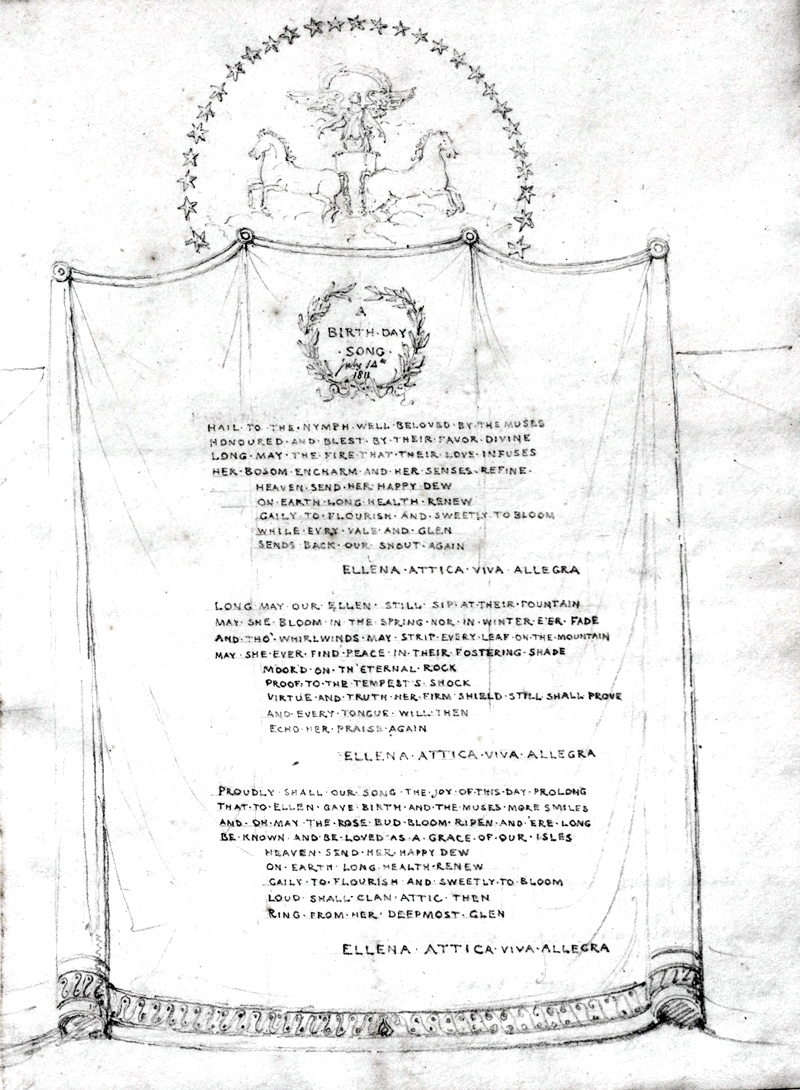 A
BIRTH·DAY
·SONG·
July 14th
1811
HAIL·TO·THE·NYMPH·WELL·BELOVED·BY·THE·MUSES
HONOURED·AND·BLEST·BY·THEIR·FAVOR·DIVINE
LONG·MAY·THE·FIRE·THAT·THEIR·LOVE·INFUSES
HER·BOSOM·ENCHARM·AND·HER·SENSES·REFINE·
HEAVEN·SEND·HER·HAPPY·DEW
ON·EARTH·LONG·HEALTH·RENEW
GAILY·TO·FLOURISH·AND·SWEETLY·TO·BLOOM
WHILE·EVRY·VALE·AND·GLEN
SENDS·BACK·OUR·SHOUT·AGAIN
ELLENA·ATTICA·VIVA·ALLEGRA
LONG·MAY·OUR·ELLEN·STILL·SIP·AT·THEIR·FOUNTAIN
MAY·SHE·BLOOM·IN·THE·SPRING·NOR·IN·WINTER·E'ER·FADE
AND·THO'·WHIRLWINDS·MAY·STRIP·EVERY·LEAF·ON·THE·MOUNTAIN
MAY·SHE·EVER·FIND·PEACE·IN·THEIR·FOSTERING·SHADE
MOOR'D·ON·TH'ETERNAL·ROCK
PROOF·TO·THE·TEMPEST'S·SHOCK
VIRTUE·AND·TRUTH·HER·FIRM·SHIELD·STILL·SHALL·PROVE
AND·EVERY·TONGUE·WILL·THEN
ECHO·HER·PRAISE·AGAIN
ELLENA·ATTICA·VIVA·ALLEGRA
PROUDLY·SHALL·OUR·SONG·THE·JOY·OF·THIS·DAY·PROLONG
THAT·TO·ELLEN·GAVE·BIRTH·AND·THE·MUSES·MORE·SMILES
AND·OH·MAY·THE·ROSE·BUD·BLOOM·RIPEN·AND·'ERE·LONG
BE·KNOWN·AND·BE·LOVED·AS·A·GRACE·OF·OUR·ISLES
HEAVEN·SEND·HER·HAPPY·DEW
ON·EARTH·LONG·HEALTH·RENEW
GAILY·TO·FLOURISH·AND·SWEETLY·TO·BLOOM
LOUD·SHALL·CLAN·ATTIC·THEN
RING·FROM·HER·DEEPMOST·GLEN
ELLENA·ATTICA·VIVA·ALLEGRA